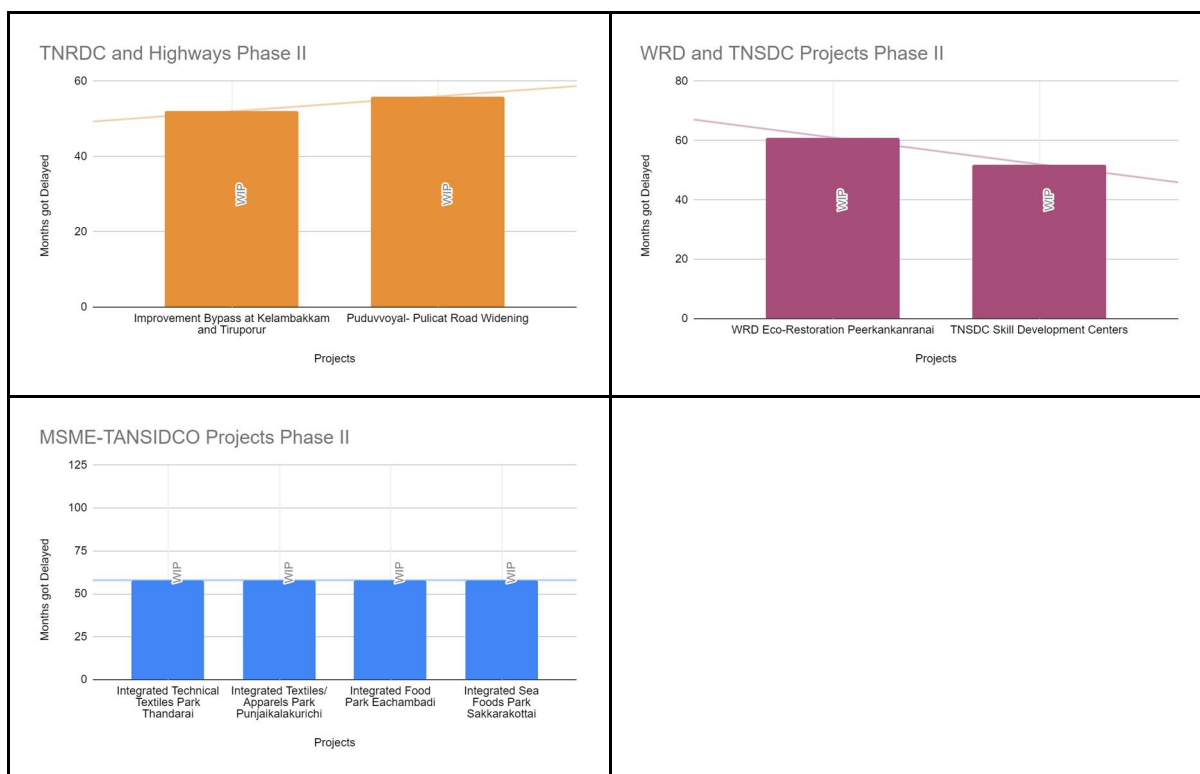 TNRDC and Highways Phase II
60
40
20
0
Months got Delayed
WIP
WIP
Improvement Bypass at Kelambakkam
and Tiruporur
Puduvvoyal- Pulicat Road Widening
Projects
WRD and TNSDC Projects Phase II
80
60
40
20
0
Months got Delayed
WIP
WIP
WRD Eco-Restoration Peerkankanranai
TNSDC Skill Development Centers
Projects
MSME-TANSIDCO Projects Phase II
125
100
75
50
25
0
Months got Delayed
WIP
WIP
WIP
WIP
Integrated Technical
Textiles Park
Thandarai
Integrated Textiles/
Apparels Park
Punjaikalakurichi
Integrated Food
Park Eachambadi
Integrated Sea
Foods Park
Sakkarakottai
Projects